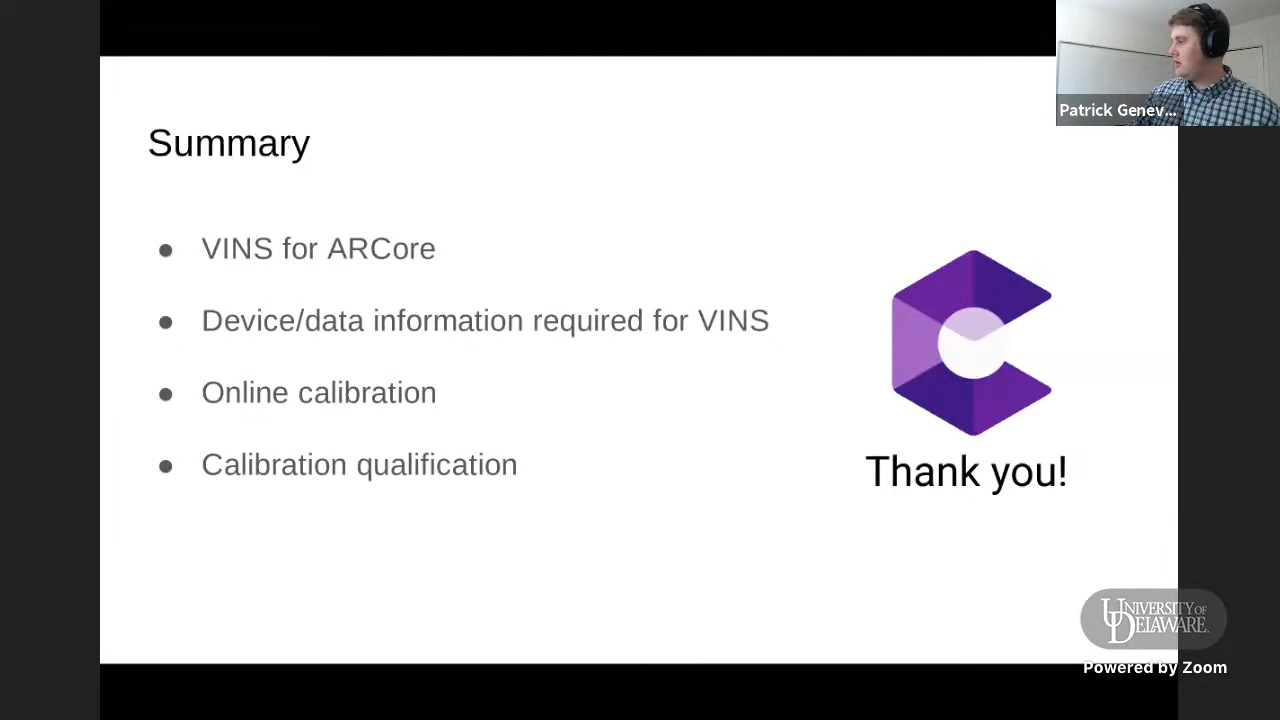 Patrick Genev...
Summary
● VINS for ARCore
● Device/data information required for VINS
● Online calibration
● Calibration qualification
Thank you!
UNIVERSITY OF
DELAWARE.
Powered by Zoom